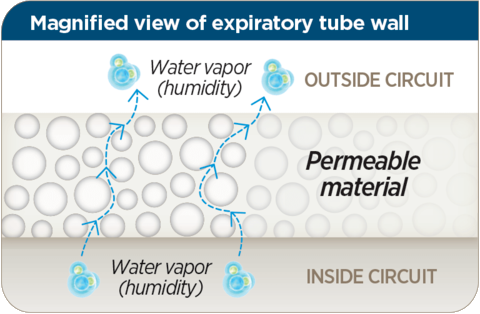 Magnified view of expiratory tube wall
Water vapor
(humidity)
OUTSIDE CIRCUIT
Permeable
material
Water vapor
(humidity)
INSIDE CIRCUIT